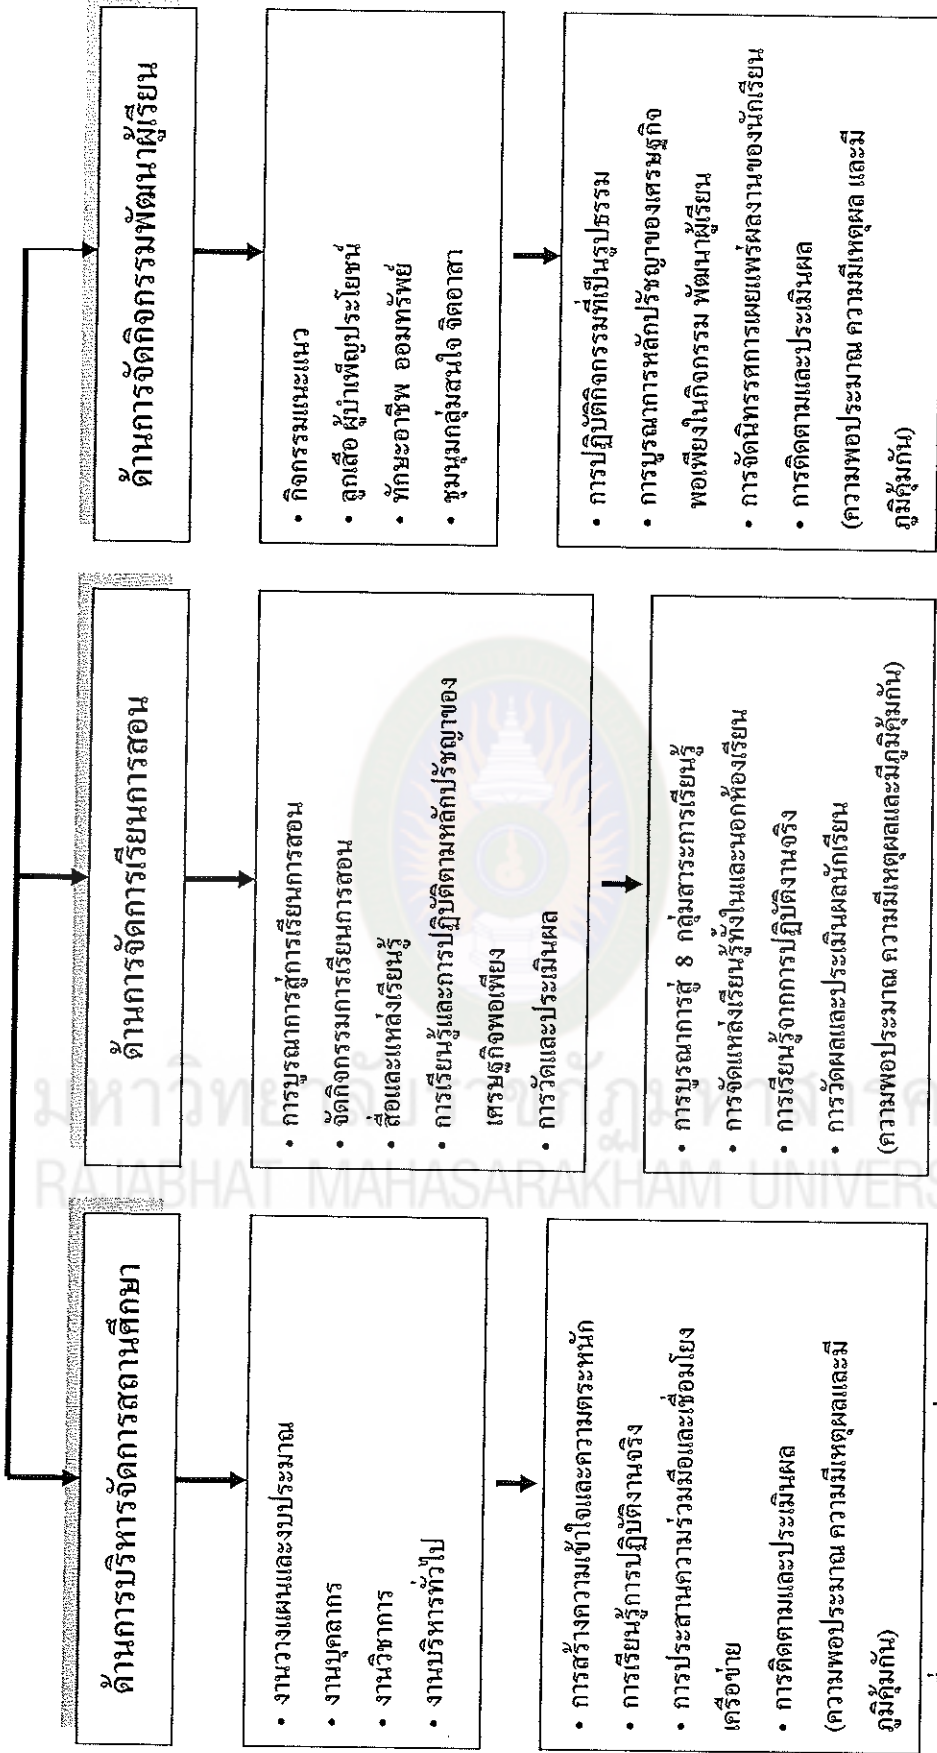 ด้านการบริหารจัดการสถานศึกษา
• งานวางแผนและงบประมาณ
• งานบุคลากร
• งานวิชาการ
• งานบริหารทั่วไป
• การสร้างความเข้าใจและความตระหนัก
• การเรียนรู้การปฏิบัติงานจริง
• การประสานความร่วมมือและเชื่อมโยง
เครือข่าย
• การติดตามและประเมินผล
(ความพอประมาณ ความมีเหตุผลและมี
ภูมิคุ้มกัน)
ด้านการจัดการเรียนการสอน
• การบูรณาการสู่การเรียนการสอน
• จัดกิจกรรมการเรียนการสอน
• สื่อและแหล่งเรียนรู้
• การเรียนรู้และการปฏิบัติตามหลักปรัชญาของ
เศรษฐกิจพอเพียง
• การวัดและประเมินผล
• การบูรณาการสู่ 8 กลุ่มสาระการเรียนรู้
• การจัดแหล่งเรียนรู้ทั้งในและนอกห้องเรียน
• การเรียนรู้จากการปฏิบัติงานจริง
• การวัดผลและประเมินผลนักเรียน
(ความพอประมาณ ความมีเหตุผลและมีภูมิคุ้มกัน)
ด้านการจัดกิจกรรมพัฒนาผู้เรียน
• กิจกรรมแนะแนว
• ลูกเสือ ผู้บำเพ็ญประโยชน์
• ทักษะอาชีพ ออมทรัพย์
• ชุมนุมกลุ่มสนใจ จิตอาสา
• การปฏิบัติกิจกรรมที่เป็นรูปธรรม
• การบูรณาการหลักปรัชญาของเศรษฐกิจ
พอเพียงในกิจกรรม พัฒนาผู้เรียน
• การจัดนิทรรศการเผยแพร่ผลงานของนักเรียน
• การติดตามและประเมินผล
(ความพอประมาณ ความมีเหตุผล และมี
ภูมิคุ้มกัน)
RAJABHAT MAHASARAKHAM UNIVERS